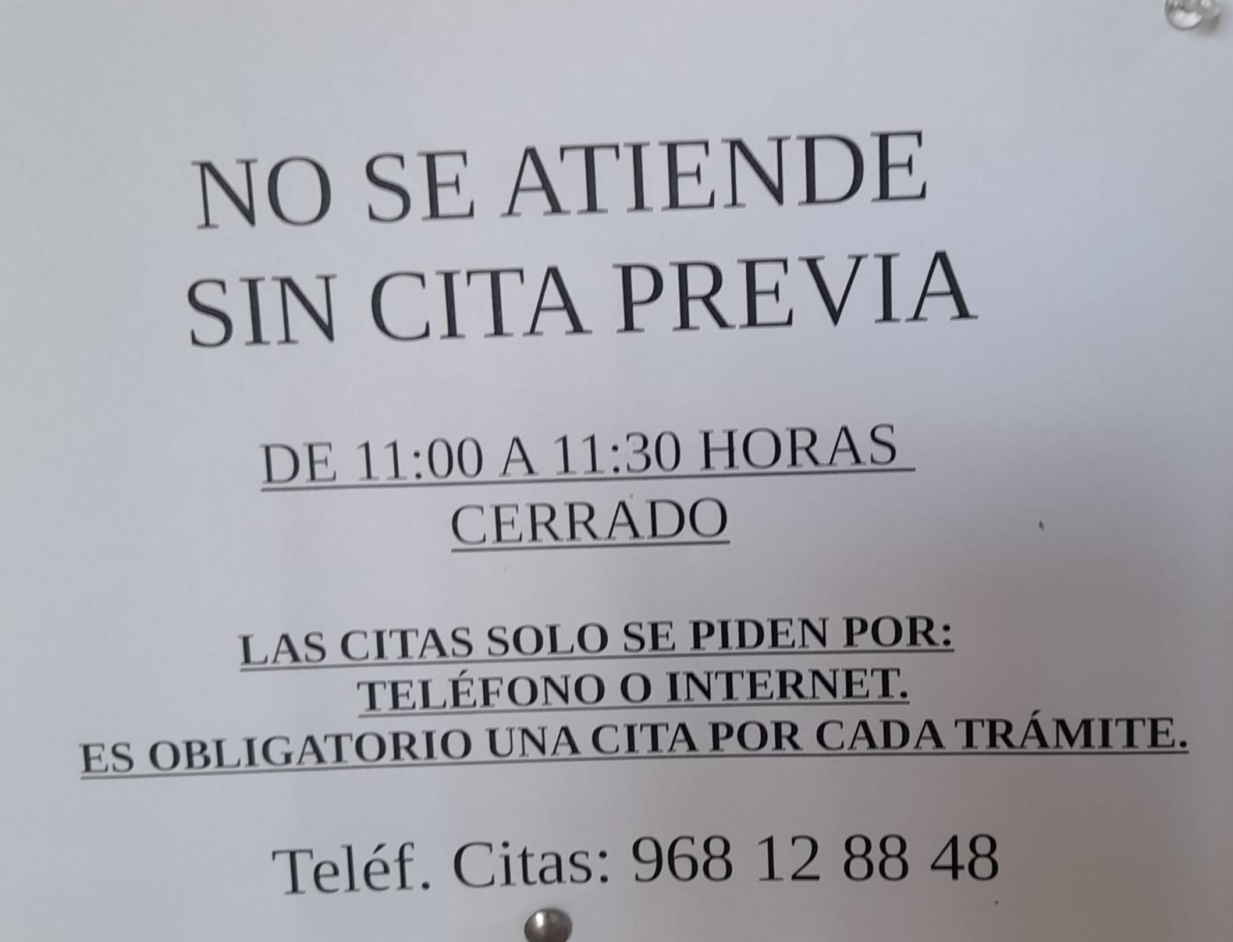 NO SE ATIENDE
SIN CITA PREVIA
DE 11:00 A 11:30 HORAS
CERRADO
LAS CITAS SOLO SE PIDEN POR:
TELÉFONO O INTERNET.
ES OBLIGATORIO UNA CITA POR CADA TRÁMITE.
Teléf. Citas: 968 12 88 48